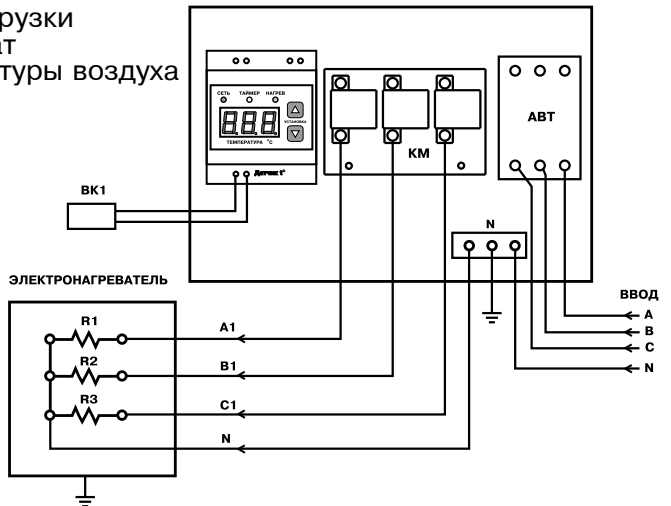 рузки
ат
туры воздуха
СЕТЬ ТАЙМЕР НАГРЕВ
УСТАНОВКА
ТЕМПЕРАТУРА °C
Датчик t°
КМ
АВТ
ВК1
N
ЭЛЕКТРОНАГРЕВАТЕЛЬ
ВВОД
R1
A1
A
R2
B1
B
R3
C1
C
N
N